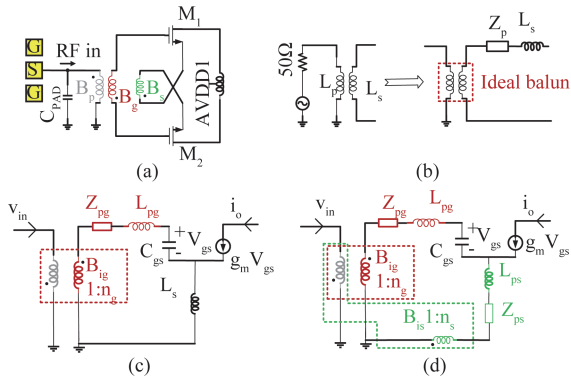 G
S
G
RF in
C_PAD
B_p
B_g
B_s
M_1
M_2
AVDD1
(a)
50Ω
L_p
L_s
Z_p
L_s
Ideal balun
(b)
v_in
Z_pg
L_pg
i_o
C_gs
+
V_gs
-
g_m V_gs
B_ig
1:n_g
L_s
(c)
v_in
Z_pg
L_pg
i_o
C_gs
+
V_gs
-
g_m V_gs
B_ig
1:n_g
L_ps
Z_ps
B_is 1:n_s
(d)